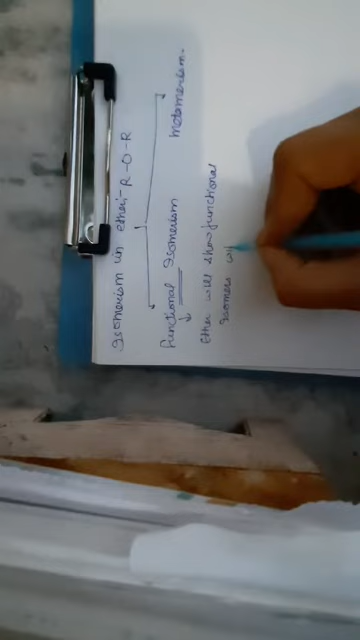 Isomerism in ether:- R-O-R
Functional Isomerism Metamerism.
Ether will show functional
Isomers wi